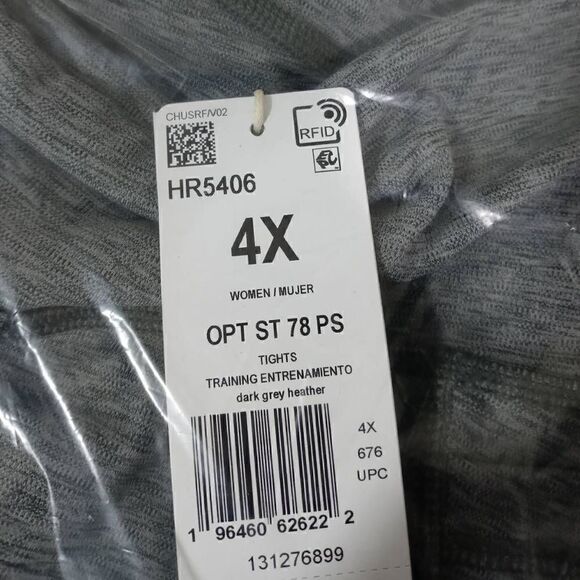 CHUSRF/V02
RFID
HR5406
4X
WOMEN / MUJER
OPT ST 78 PS
TIGHTS
TRAINING ENTRENAMIENTO
dark grey heather
4X
676
UPC
1 96460 62622 2
131276899